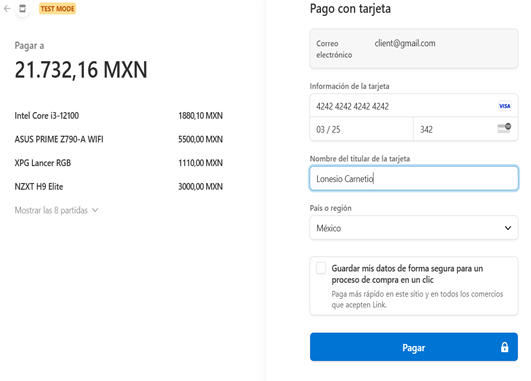 TEST MODE
Pagar a
21.732,16 MXN
Intel Core i3-12100 1880,10 MXN
ASUS PRIME Z790-A WIFI 5500,00 MXN
XPG Lancer RGB 1110,00 MXN
NZXT H9 Elite 3000,00 MXN
Mostrar las 8 partidas
Pago con tarjeta
Correo electrónico client@gmail.com
Información de la tarjeta
4242 4242 4242 4242 VISA
03 / 25 342
Nombre del titular de la tarjeta
Lonesio Carnetio
País o región
México
Guardar mis datos de forma segura para un
proceso de compra en un clic
Paga más rápido en este sitio y en todos los comercios
que acepten Link.
Pagar